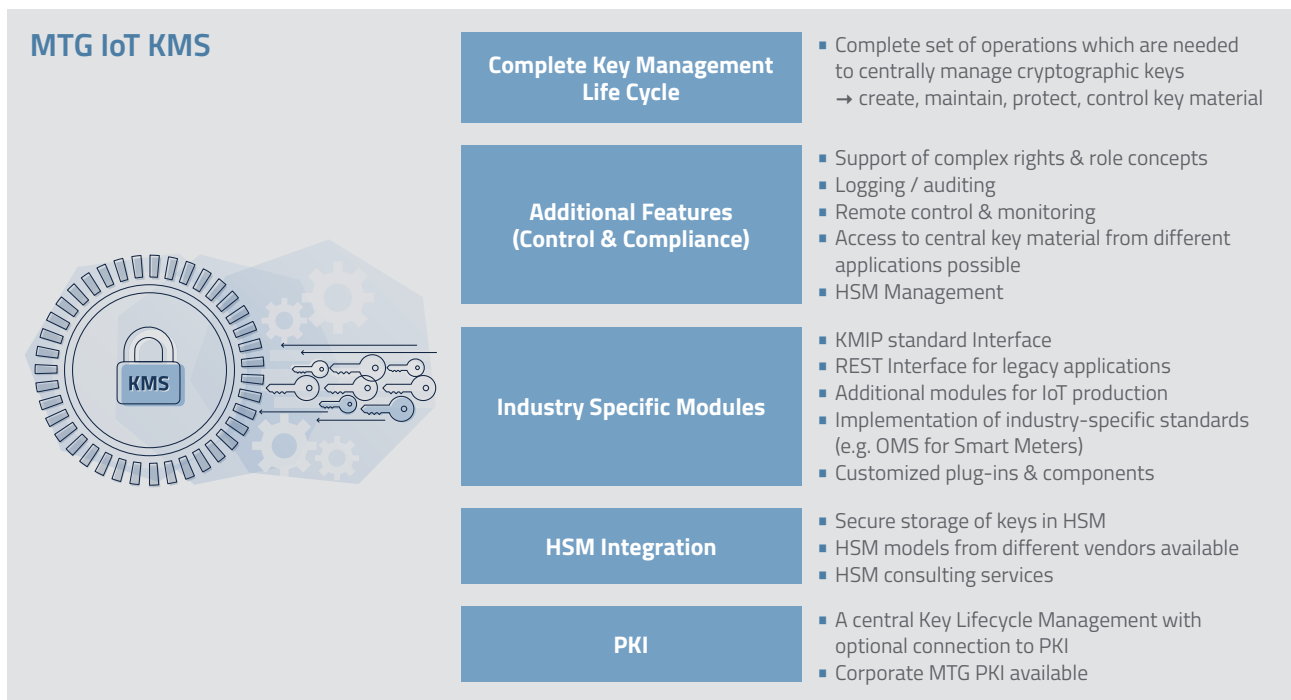 MTG IoT KMS
KMS
Complete Key Management
Life Cycle
▪ Complete set of operations which are needed
to centrally manage cryptographic keys
→ create, maintain, protect, control key material
Additional Features
(Control & Compliance)
▪ Support of complex rights & role concepts
▪ Logging / auditing
▪ Remote control & monitoring
▪ Access to central key material from different
applications possible
▪ HSM Management
Industry Specific Modules
▪ KMIP standard Interface
▪ REST Interface for legacy applications
▪ Additional modules for IoT production
▪ Implementation of industry-specific standards
(e.g. OMS for Smart Meters)
▪ Customized plug-ins & components
HSM Integration
▪ Secure storage of keys in HSM
▪ HSM models from different vendors available
▪ HSM consulting services
PKI
▪ A central Key Lifecycle Management with
optional connection to PKI
▪ Corporate MTG PKI available